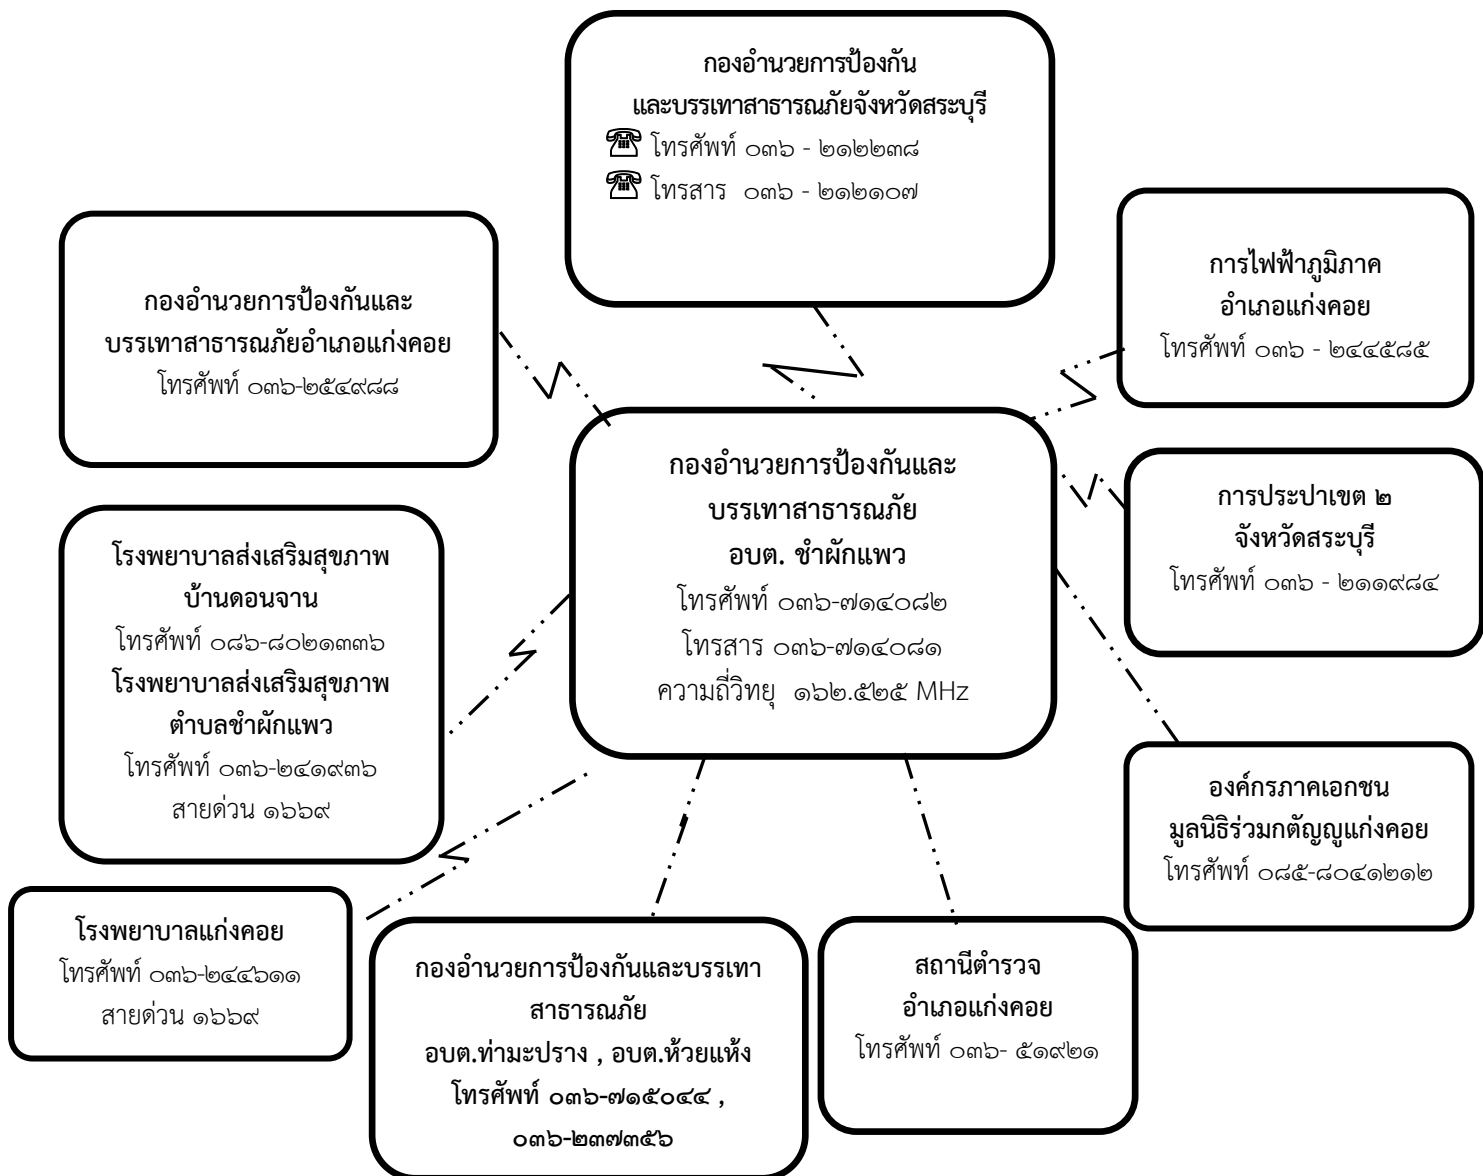 กองอำนวยการป้องกัน
และบรรเทาสาธารณภัยจังหวัดสระบุรี
โทรศัพท์ ๐๓๖ - ๒๑๒๒๓๘
โทรสาร ๐๓๖ - ๒๑๒๑๐๗
กองอำนวยการป้องกันและ
บรรเทาสาธารณภัยอำเภอแก่งคอย
โทรศัพท์ ๐๓๖-๒๕๔๙๘๘
การไฟฟ้าภูมิภาค
อำเภอแก่งคอย
โทรศัพท์ ๐๓๖ - ๒๔๔๕๘๕
กองอำนวยการป้องกันและ
บรรเทาสาธารณภัย
อบต. ชำผักแพว
โทรศัพท์ ๐๓๖-๗๑๔๐๘๒
โทรสาร ๐๓๖-๗๑๔๐๘๑
ความถี่วิทยุ ๑๖๒.๕๒๕ MHz
การประปาเขต ๒
จังหวัดสระบุรี
โทรศัพท์ ๐๓๖ - ๒๑๑๙๘๔
โรงพยาบาลส่งเสริมสุขภาพ
บ้านดอนจาน
โทรศัพท์ ๐๘๖-๘๐๒๑๓๓๖
โรงพยาบาลส่งเสริมสุขภาพ
ตำบลชำผักแพว
โทรศัพท์ ๐๓๖-๒๔๑๙๓๖
สายด่วน ๑๖๖๙
องค์กรภาคเอกชน
มูลนิธิร่วมกตัญญูแก่งคอย
โทรศัพท์ ๐๘๕-๘๐๔๑๒๑๒
โรงพยาบาลแก่งคอย
โทรศัพท์ ๐๓๖-๒๔๔๖๑๑
สายด่วน ๑๖๖๙
กองอำนวยการป้องกันและบรรเทา
สาธารณภัย
อบต.ท่ามะปราง , อบต.ห้วยแห้ง
โทรศัพท์ ๐๓๖-๗๑๕๐๔๔ ,
๐๓๖-๒๓๗๓๕๖
สถานีตำรวจ
อำเภอแก่งคอย
โทรศัพท์ ๐๓๖- ๕๑๙๒๑